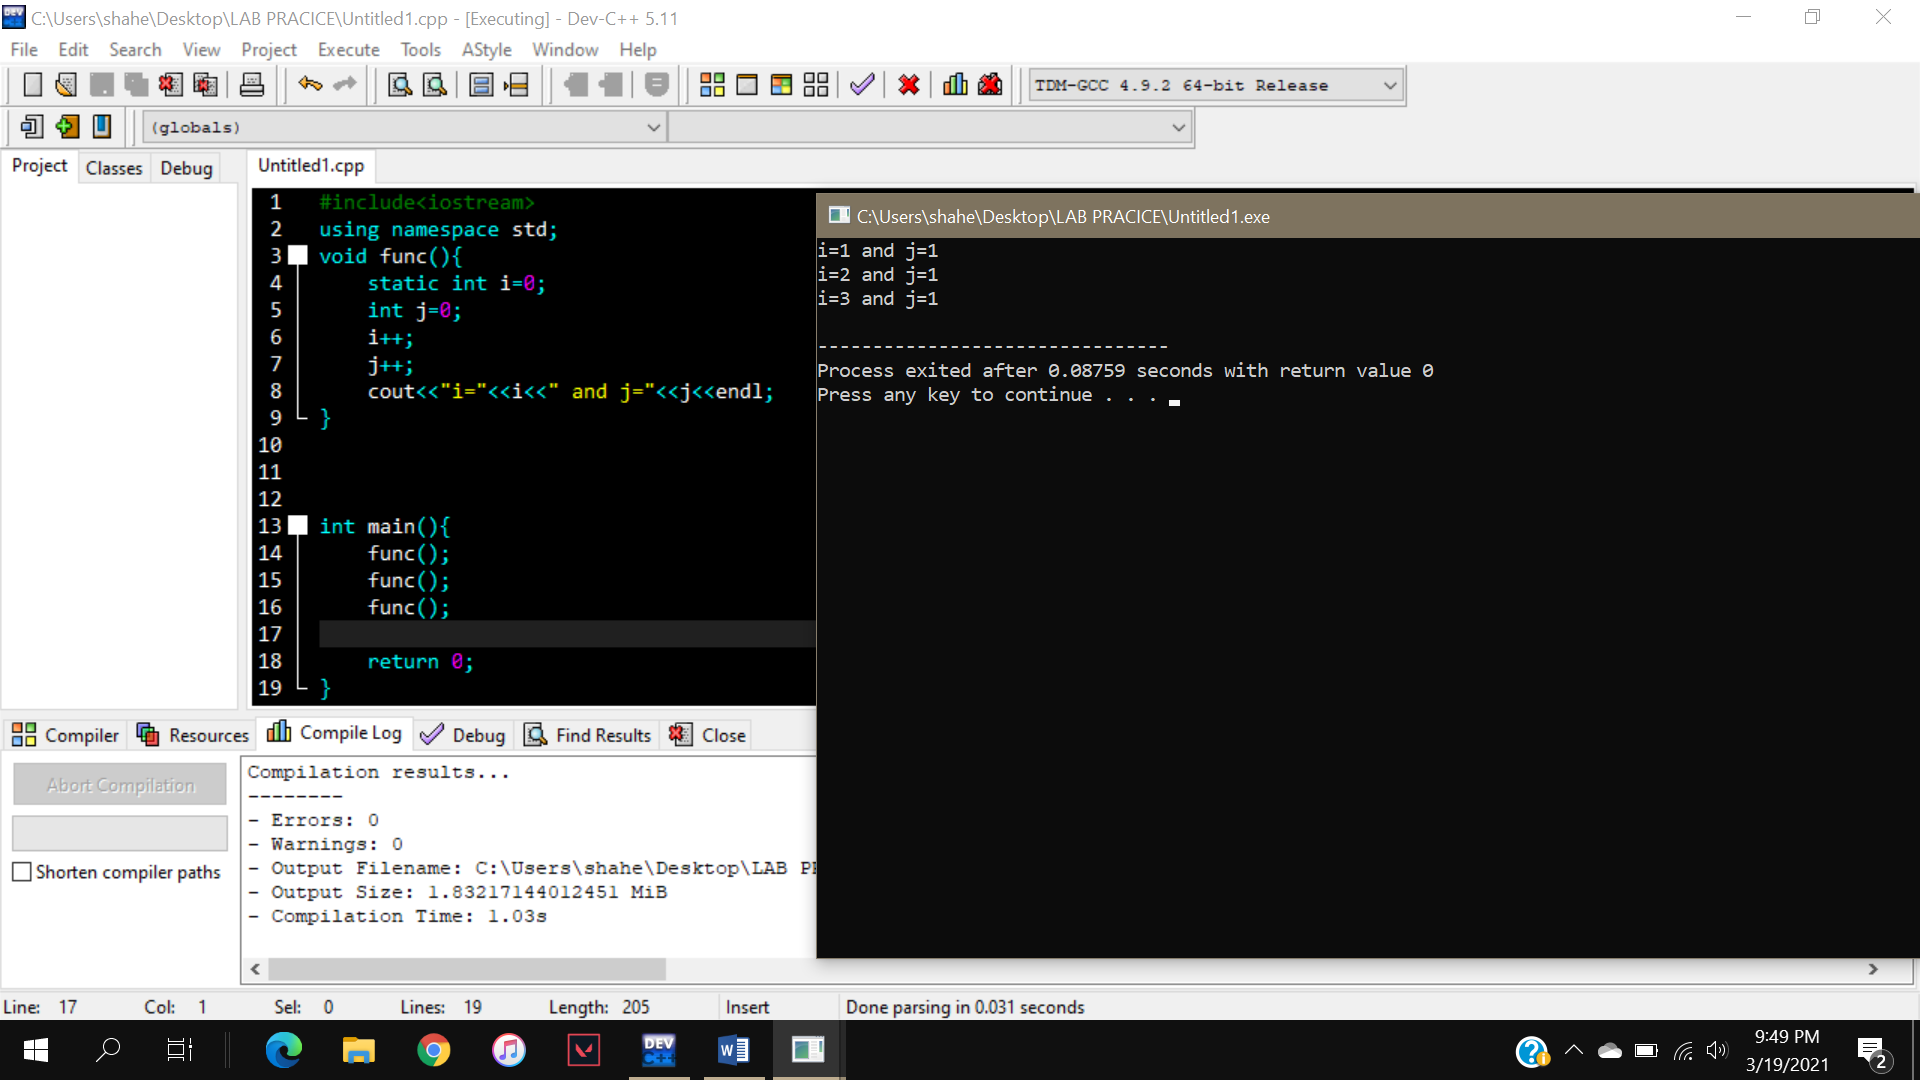 C:\Users\shahe\Desktop\LAB PRACICE\Untitled1.cpp - [Executing] - Dev-C++ 5.11
File Edit Search View Project Execute Tools AStyle Window Help
TDM-GCC 4.9.2 64-bit Release
(globals)
Project Classes Debug
Untitled1.cpp
1 #include<iostream>
2 using namespace std;
3 void func(){
4 static int i=0;
5 int j=0;
6 i++;
7 j++;
8 cout<<"i="<<i<<" and j="<<j<<endl;
9 }
10
11
12
13 int main(){
14 func();
15 func();
16 func();
17
18 return 0;
19 }
C:\Users\shahe\Desktop\LAB PRACICE\Untitled1.exe
i=1 and j=1
i=2 and j=1
i=3 and j=1
--------------------------------
Process exited after 0.08759 seconds with return value 0
Press any key to continue . . .
Compiler Resources Compile Log Debug Find Results Close
Abort Compilation
Shorten compiler paths
Compilation results...
--------
- Errors: 0
- Warnings: 0
- Output Filename: C:\Users\shahe\Desktop\LAB
- Output Size: 1.83217144012451 MiB
- Compilation Time: 1.03s
Line: 17 Col: 1 Sel: 0 Lines: 19 Length: 205 Insert Done parsing in 0.031 seconds
DEV C++
9:49 PM
3/19/2021
2